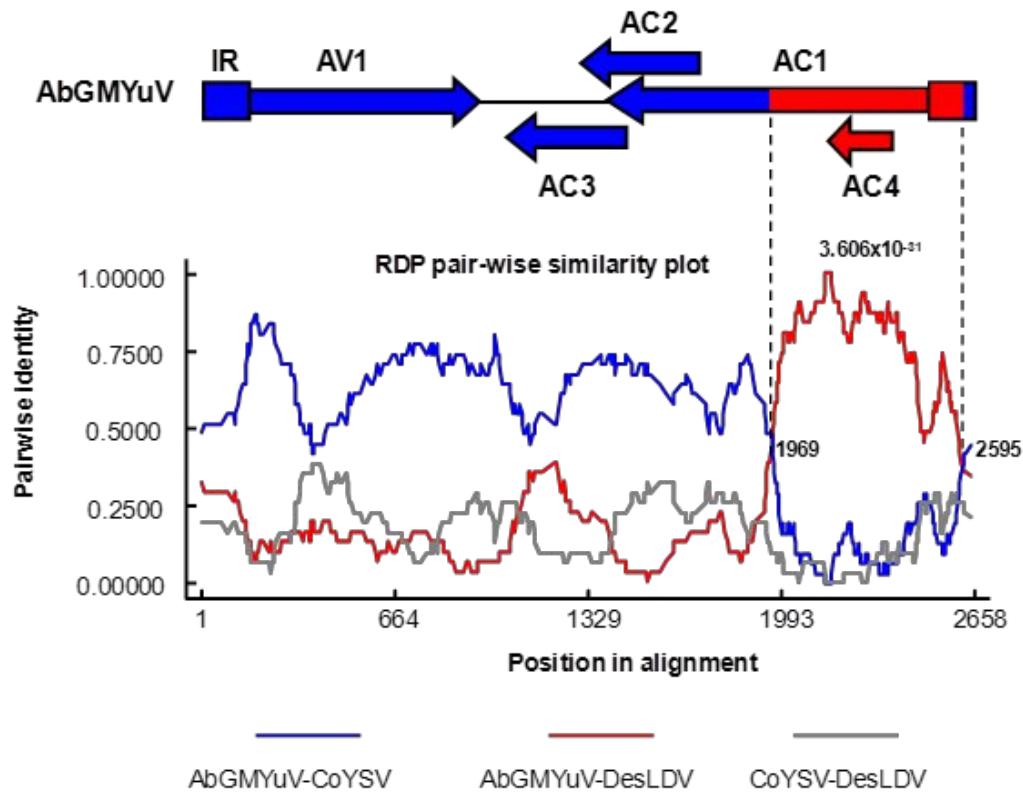 AC2
IR AV1 AC1
AbGMYuV
AC3 AC4
RDP pair-wise similarity plot
3.606x10-31
Pairwise Identity
1.00000
0.7500
0.5000
0.2500
0.00000
1969
2595
1 664 1329 1993 2658
Position in alignment
AbGMYuV-CoYSV AbGMYuV-DesLDV CoYSV-DesLDV